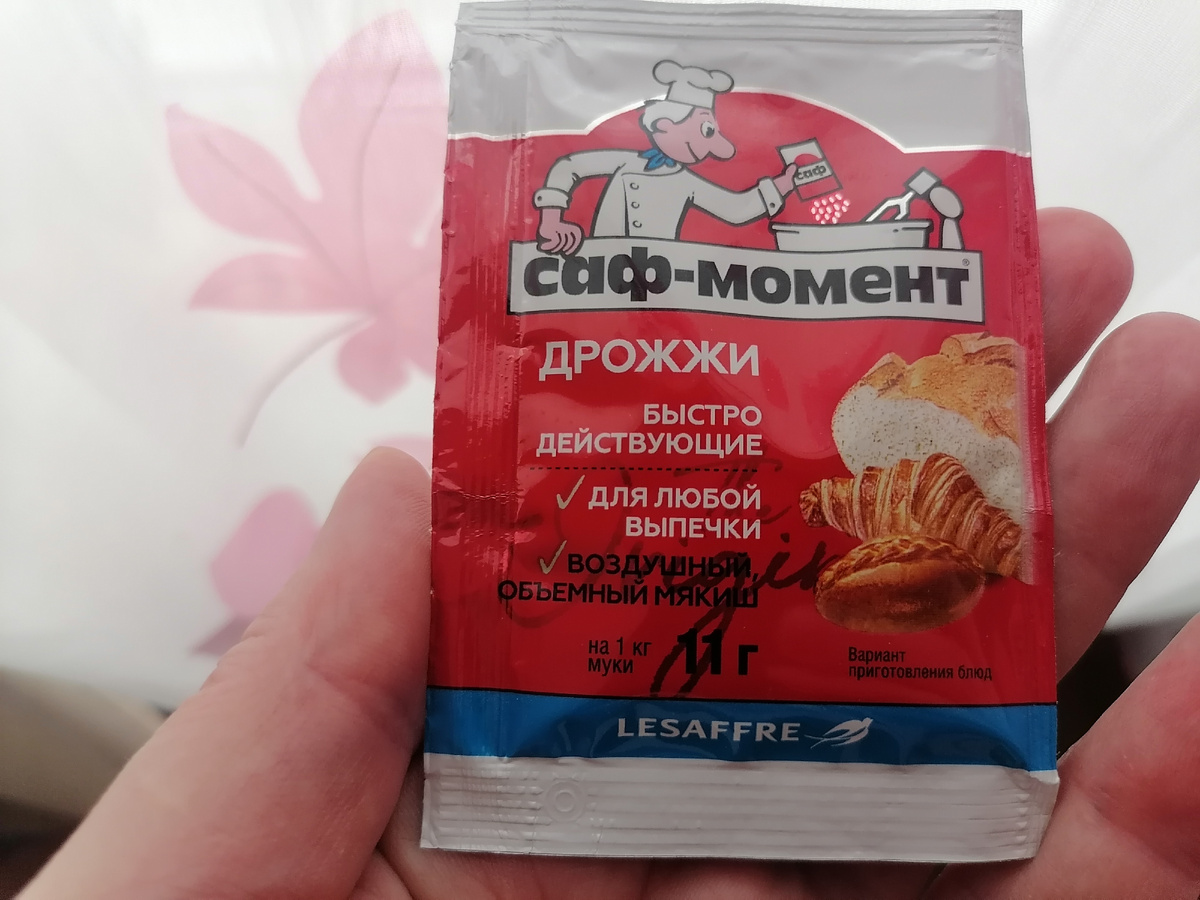 саф
саф-момент®
ДРОЖЖИ
БЫСТРО
ДЕЙСТВУЮЩИЕ
ДЛЯ ЛЮБОЙ
ВЫПЕЧКИ
ВОЗДУШНЫЙ,
ОБЪЕМНЫЙ МЯКИШ
на 1 кг
муки
11 г
Вариант
приготовления блюд
LESAFFRE